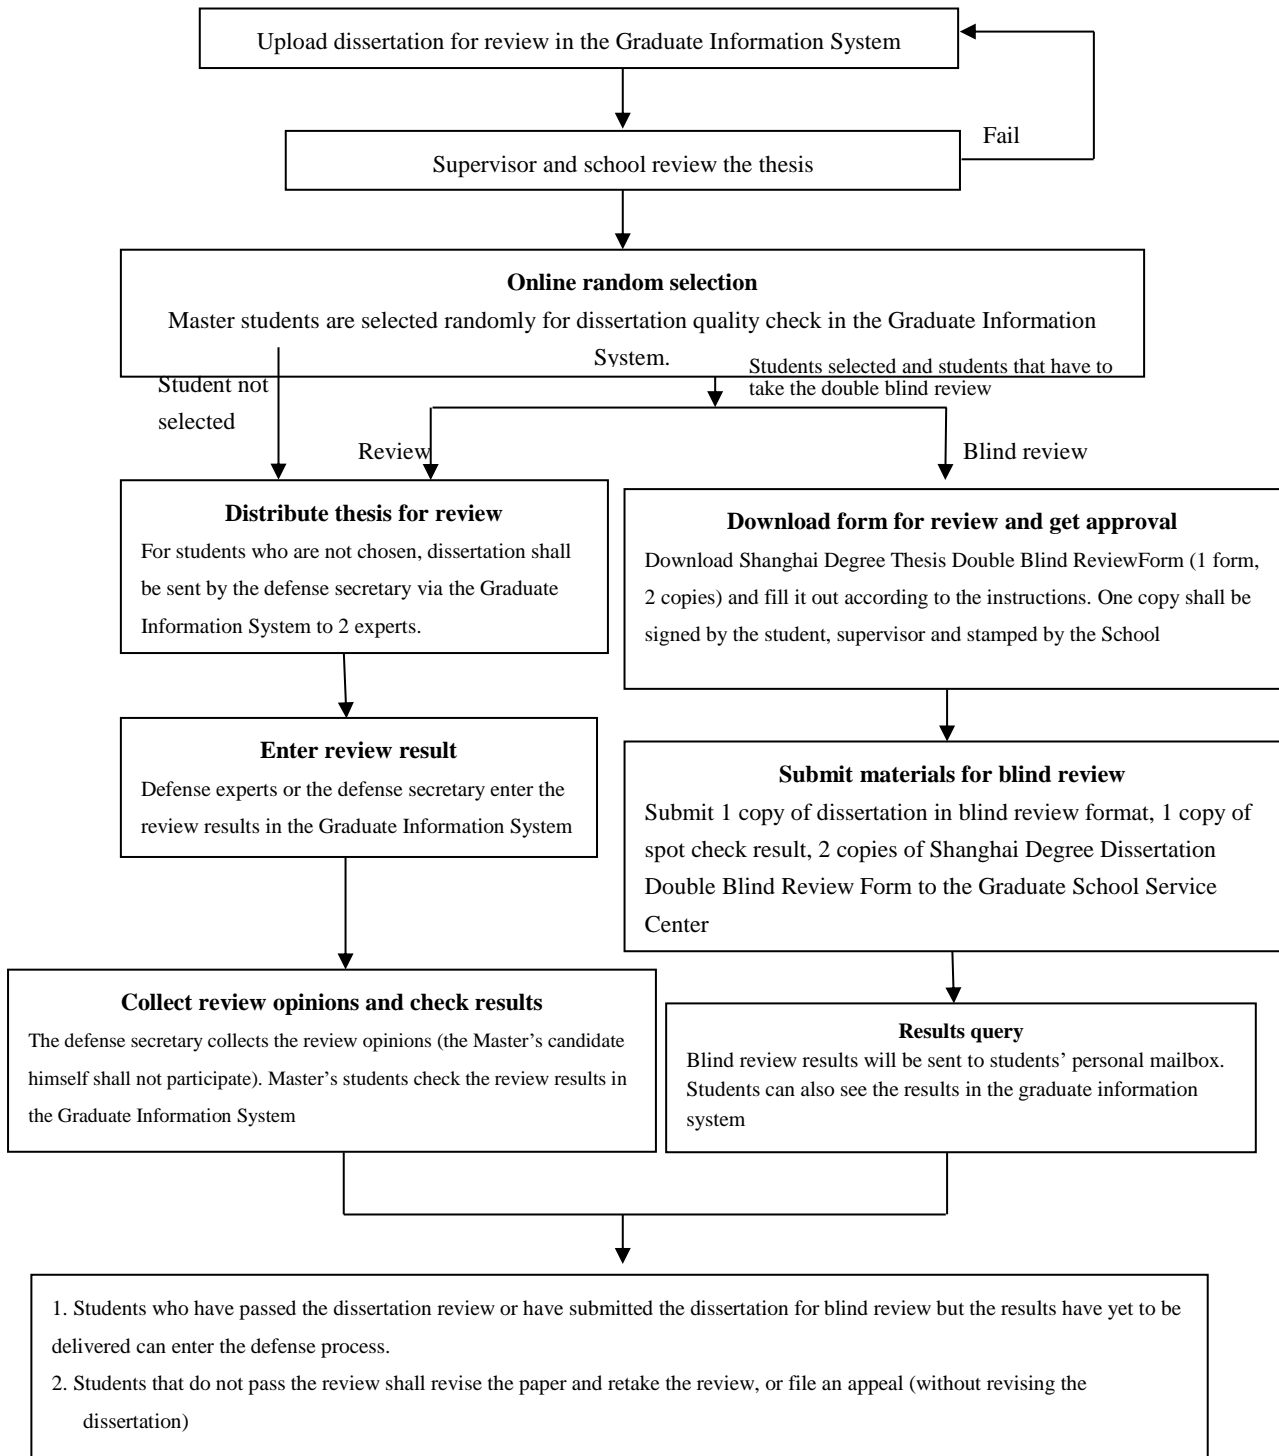 Upload dissertation for review in the Graduate Information System
Fail
Supervisor and school review the thesis
Online random selection
Master students are selected randomly for dissertation quality check in the Graduate Information
System.
Student not
selected
Students selected and students that have to
take the double blind review
Review
Blind review
Distribute thesis for review
For students who are not chosen, dissertation shall
be sent by the defense secretary via the Graduate
Information System to 2 experts.
Download form for review and get approval
Download Shanghai Degree Thesis Double Blind ReviewForm (1 form,
2 copies) and fill it out according to the instructions. One copy shall be
signed by the student, supervisor and stamped by the School
Enter review result
Defense experts or the defense secretary enter the
review results in the Graduate Information System
Submit materials for blind review
Submit 1 copy of dissertation in blind review format, 1 copy of
spot check result, 2 copies of Shanghai Degree Dissertation
Double Blind Review Form to the Graduate School Service
Center
Collect review opinions and check results
The defense secretary collects the review opinions (the Master’s candidate
himself shall not participate). Master’s students check the review results in
the Graduate Information System
Results query
Blind review results will be sent to students’ personal mailbox.
Students can also see the results in the graduate information
system
1. Students who have passed the dissertation review or have submitted the dissertation for blind review but the results have yet to be
delivered can enter the defense process.
2. Students that do not pass the review shall revise the paper and retake the review, or file an appeal (without revising the
dissertation)